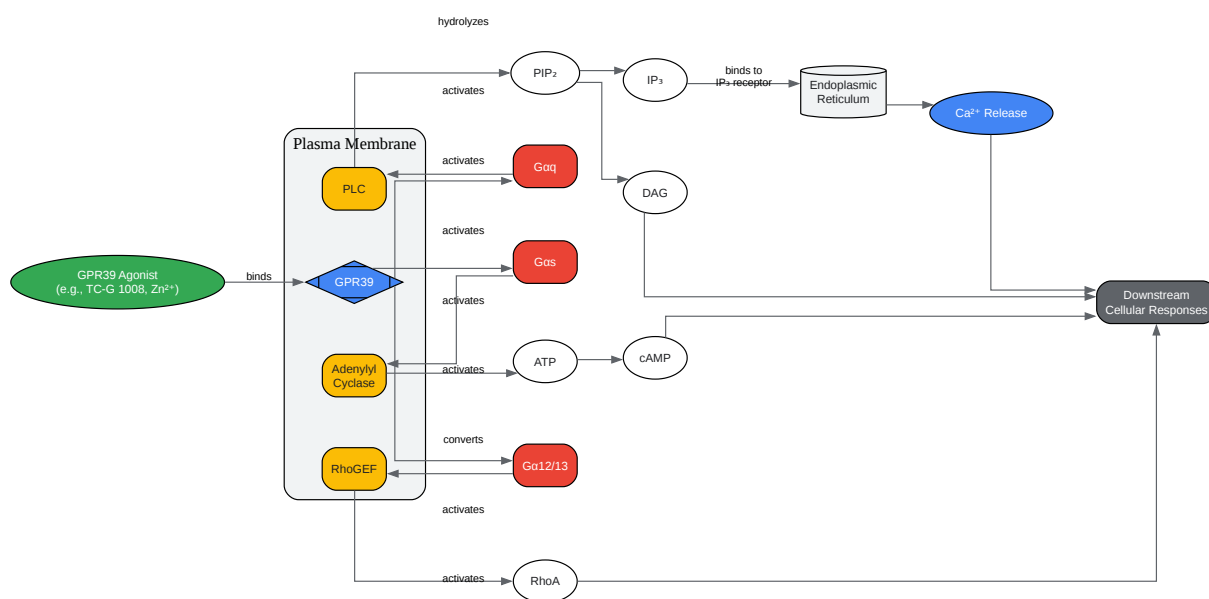 hydrolyzes
PIP₂
IP₃
binds to
IP₃ receptor
Endoplasmic
Reticulum
Ca²⁺ Release
activates
Plasma Membrane
activates
Gαq
PLC
DAG
activates
Gαs
GPR39 Agonist
(e.g., TC-G 1008, Zn²⁺)
binds
GPR39
activates
Downstream
Cellular Responses
Adenylyl
Cyclase
activates
ATP
cAMP
converts
RhoGEF
Gα12/13
activates
activates
RhoA